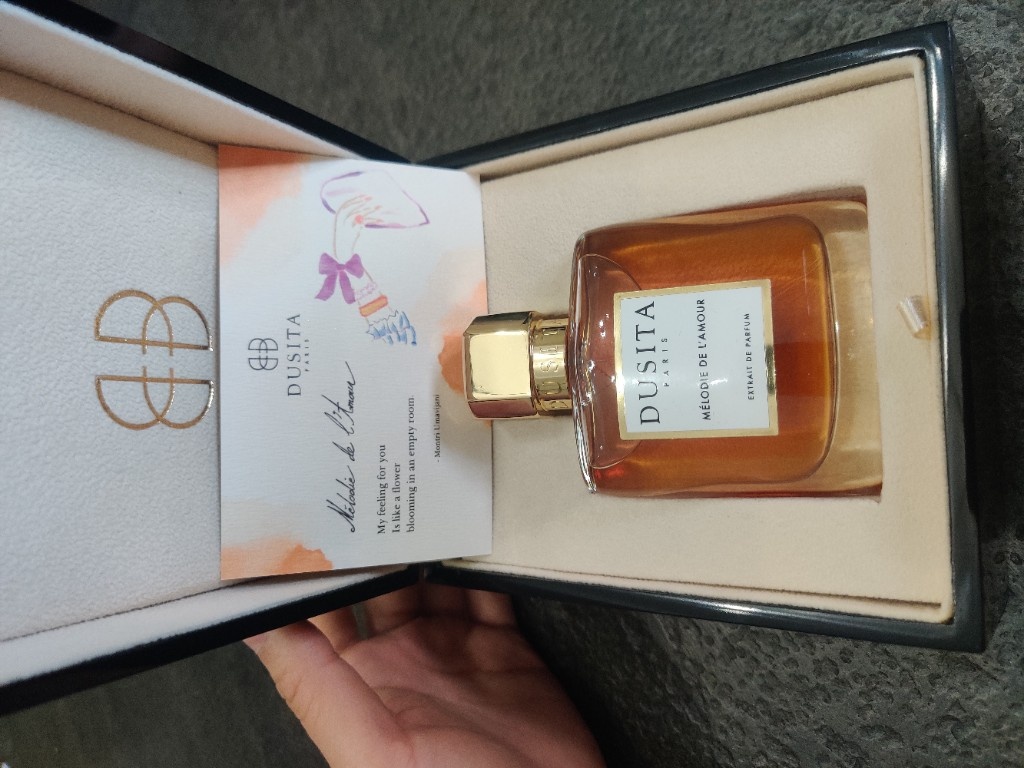 DUSITA
PARIS
Mélodie de l'Amour
My feeling for you
Is like a flower
blooming in an empty room.
- Montri Umavijani
DUSITA
DUSITA
PARIS
MÉLODIE DE L'AMOUR
EXTRAIT DE PARFUM